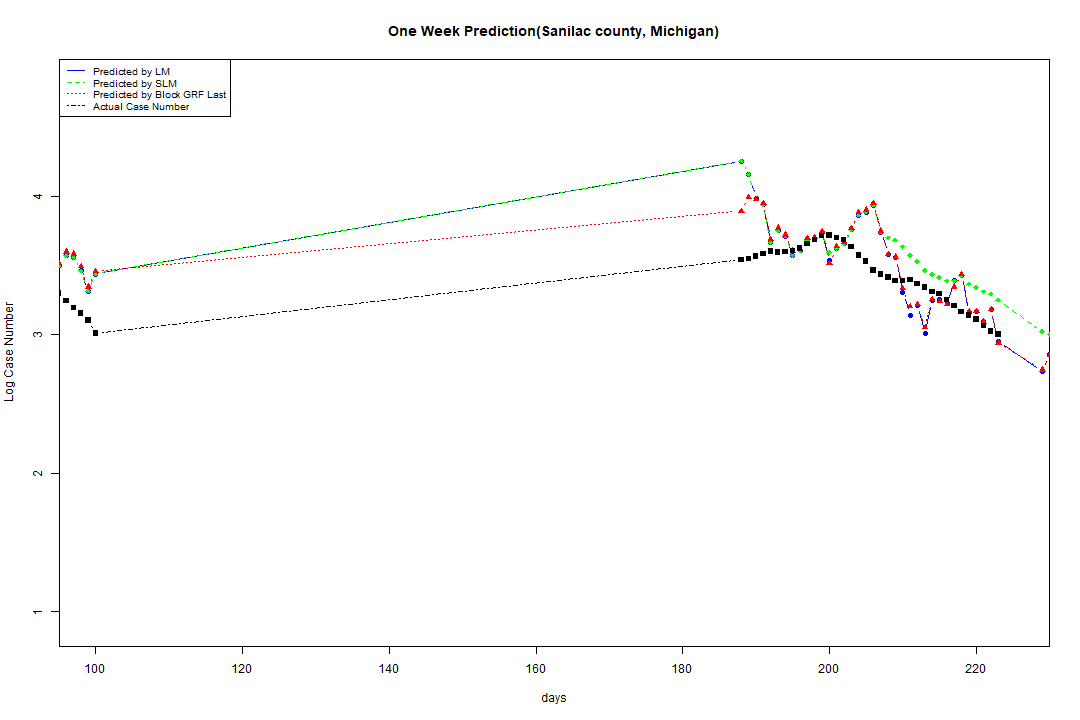 One Week Prediction(Sanilac county, Michigan)
Predicted by LM
Predicted by SLM
Predicted by Block GRF Last
Actual Case Number
4
3
2
1
Log Case Number
100 120 140 160 180 200 220
days